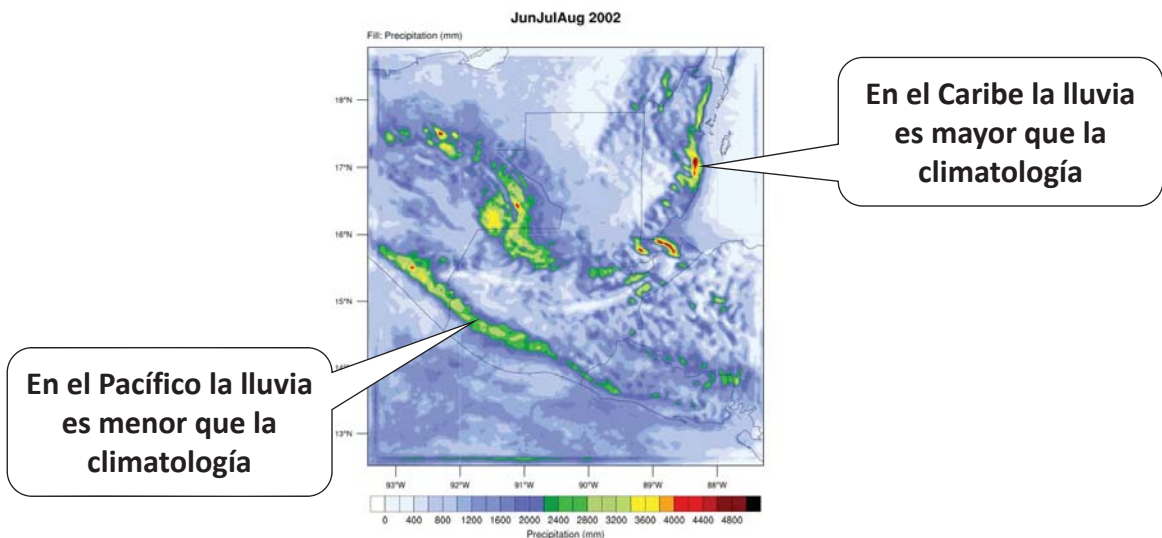 JunJulAug 2002
Fill: Precipitation (mm)
En el Caribe la lluvia
es mayor que la
climatología
En el Pacífico la lluvia
es menor que la
climatología
19°N
17°N
16°N
15°N
13°N
93°W 92°W 91°W 90°W 89°W 88°W
0 400 800 1200 1600 2000 2400 2800 3200 3600 4000 4400 4800
Precipitation (mm)